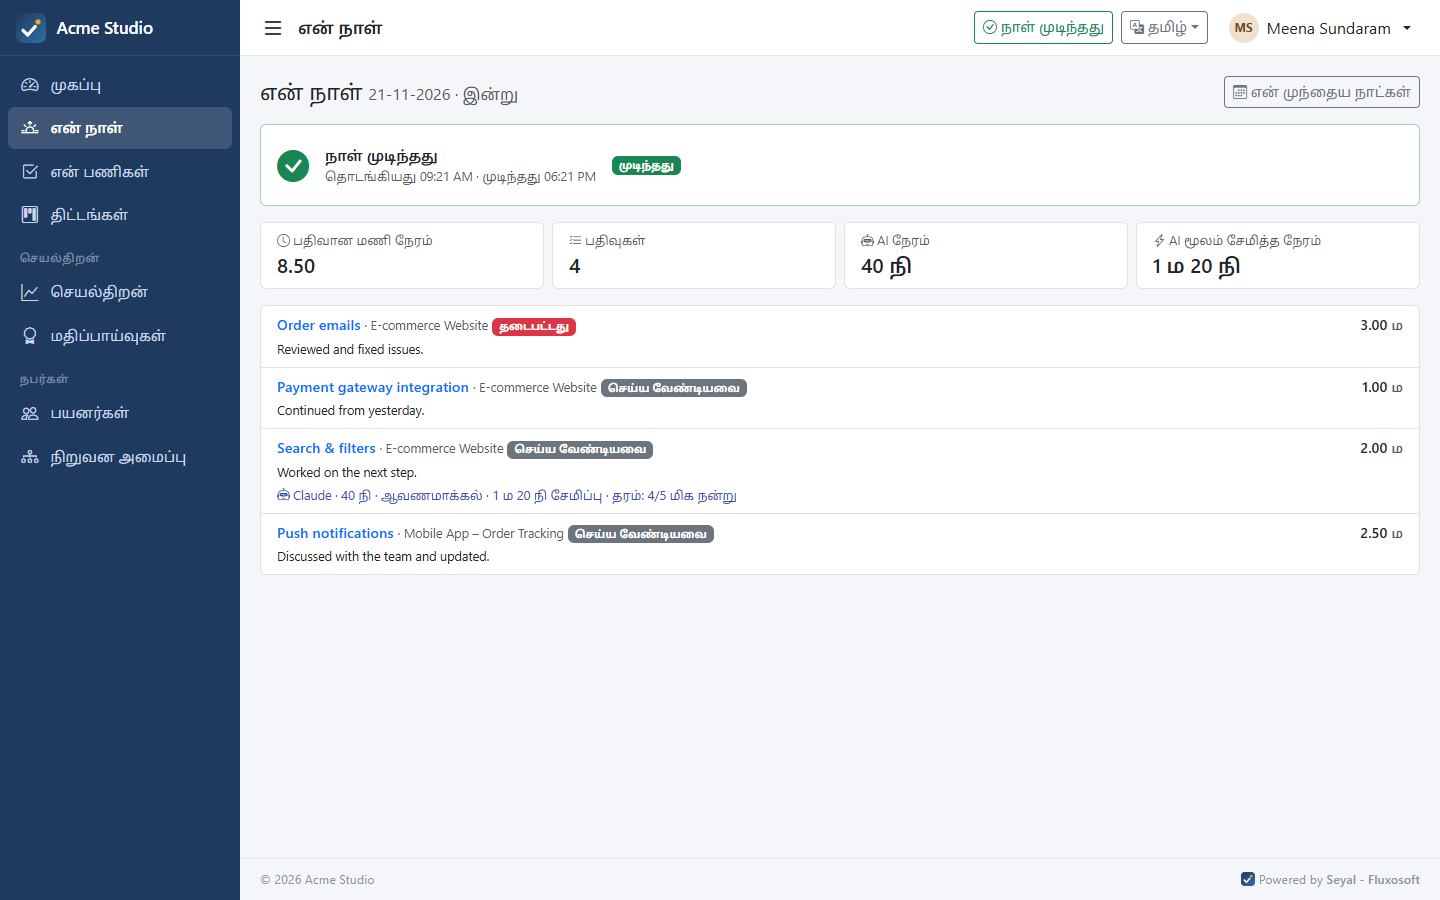 Acme Studio
முகப்பு
என் நாள்
என் பணிகள்
திட்டங்கள்
செயல்திறன்
செயல்திறன்
மதிப்பாய்வுகள்
நபர்கள்
பயனர்கள்
நிறுவன அமைப்பு
என் நாள்
நாள் முடிந்தது
தமிழ்
MS Meena Sundaram
என் நாள் 21-11-2026 · இன்று
என் முந்தைய நாட்கள்
நாள் முடிந்தது
தொடங்கியது 09:21 AM · முடிந்தது 06:21 PM
முடிந்தது
பதிவான மணி நேரம்
8.50
பதிவுகள்
4
AI நேரம்
40 நி
AI மூலம் சேமித்த நேரம்
1 ம 20 நி
Order emails · E-commerce Website தடைபட்டது 3.00 ம
Reviewed and fixed issues.
Payment gateway integration · E-commerce Website செய்ய வேண்டியவை 1.00 ம
Continued from yesterday.
Search & filters · E-commerce Website செய்ய வேண்டியவை 2.00 ம
Worked on the next step.
Claude · 40 நி · ஆவணமாக்கல் · 1 ம 20 நி சேமிப்பு · தரம்: 4/5 மிக நன்று
Push notifications · Mobile App – Order Tracking செய்ய வேண்டியவை 2.50 ம
Discussed with the team and updated.
© 2026 Acme Studio
Powered by Seyal - Fluxosoft